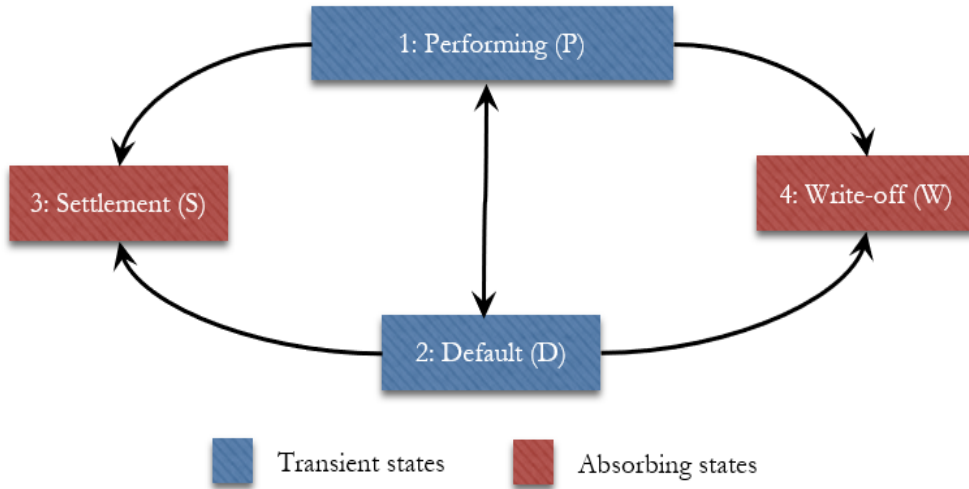 1: Performing (P)
3: Settlement (S)
4: Write-off (W)
2: Default (D)
Transient states
Absorbing states